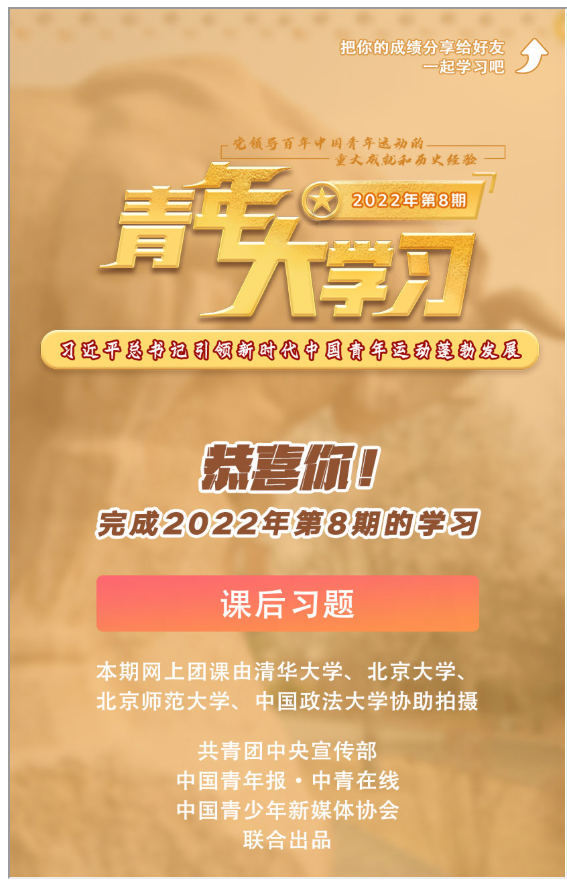 把你的成绩分享给好友
一起学习吧
党领导百年中国青年运动的
重大成就和历史经验
2022年第8期
青年大学习
习近平总书记引领新时代中国青年运动蓬勃发展
恭喜你！
完成2022年第8期的学习
课后习题
本期网上团课由清华大学、北京大学、
北京师范大学、中国政法大学协助拍摄
共青团中央宣传部
中国青年报·中青在线
中国青少年新媒体协会
联合出品